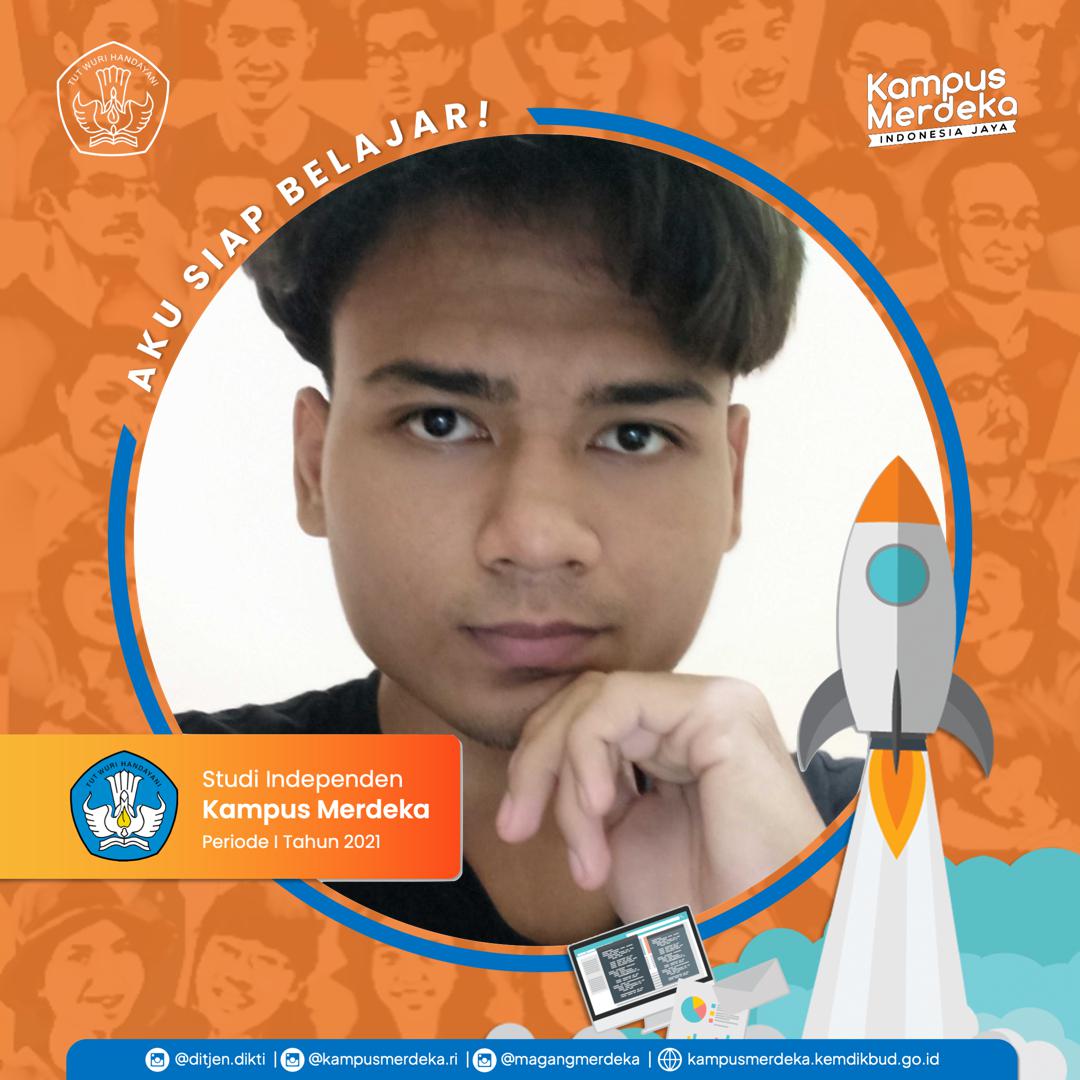 TUT WURI HANDAYANI
Kampus
Merdeka
INDONESIA JAYA
AKU SIAP BELAJAR!
TUT WURI HANDAYANI
Studi Independen
Kampus Merdeka
Periode I Tahun 2021
@ditjen.dikti | @kampusmerdeka.ri | @magangmerdeka | kampusmerdeka.kemdikbud.go.id